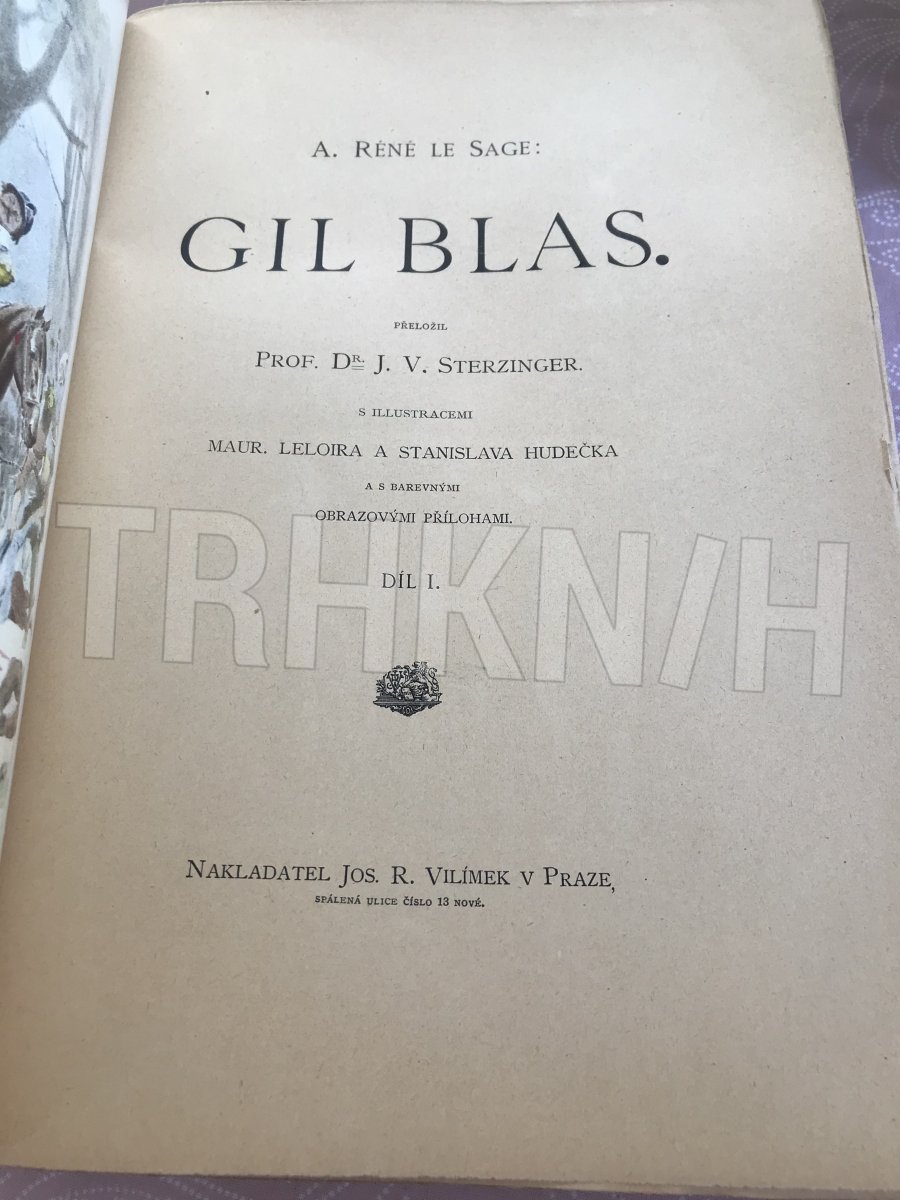 A. Réné le Sage:
GIL BLAS.
PŘELOŽIL
Prof. Dr. J. V. Sterzinger.
S ILLUSTRACEMI
MAUR. LELOIRA A STANISLAVA HUDEČKA
A S BAREVNÝMI
OBRAZOVÝMI PŘÍLOHAMI.
DÍL I.
TRHKNIH
Nakladatel Jos. R. Vilímek v Praze,
SPÁLENÁ ULICE ČÍSLO 13 NOVÉ.